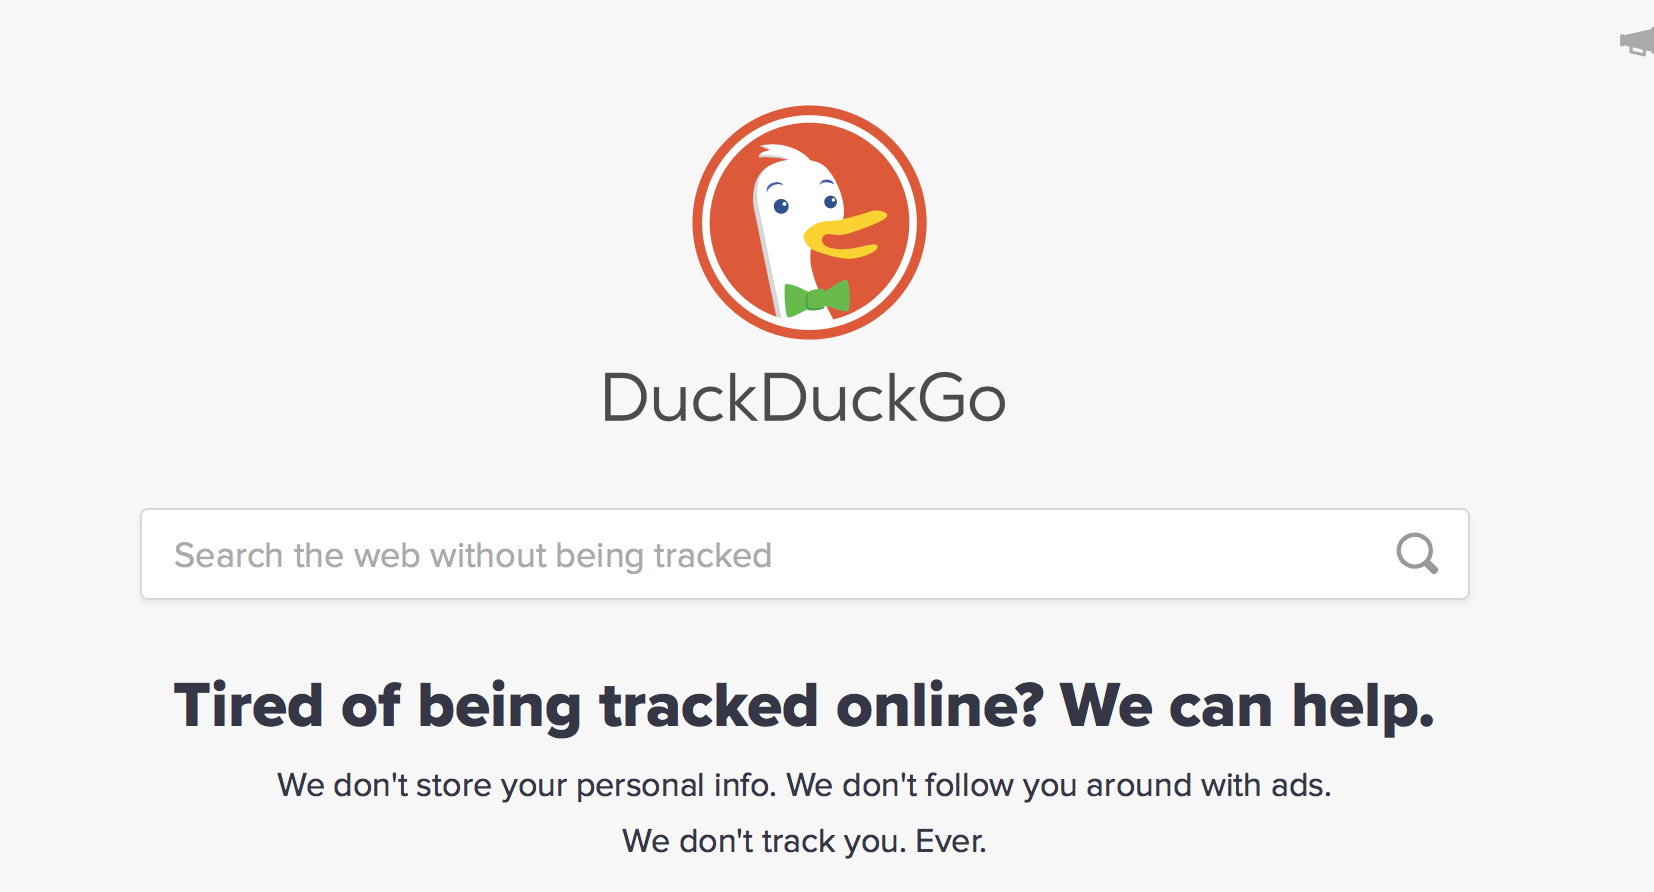 DuckDuckGo
Search the web without being tracked
Tired of being tracked online? We can help.
We don't store your personal info. We don't follow you around with ads.
We don't track you. Ever.